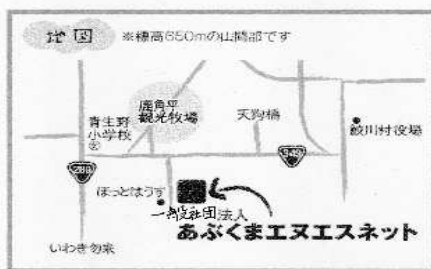 地図
※標高650mの山間部です
鹿角平
観光牧場
天狗橋
青生野
小学校
鮫川村役場
289
349
ほっとはうす
一般社団法人
あぶくまエヌエスネット
いわき勿来